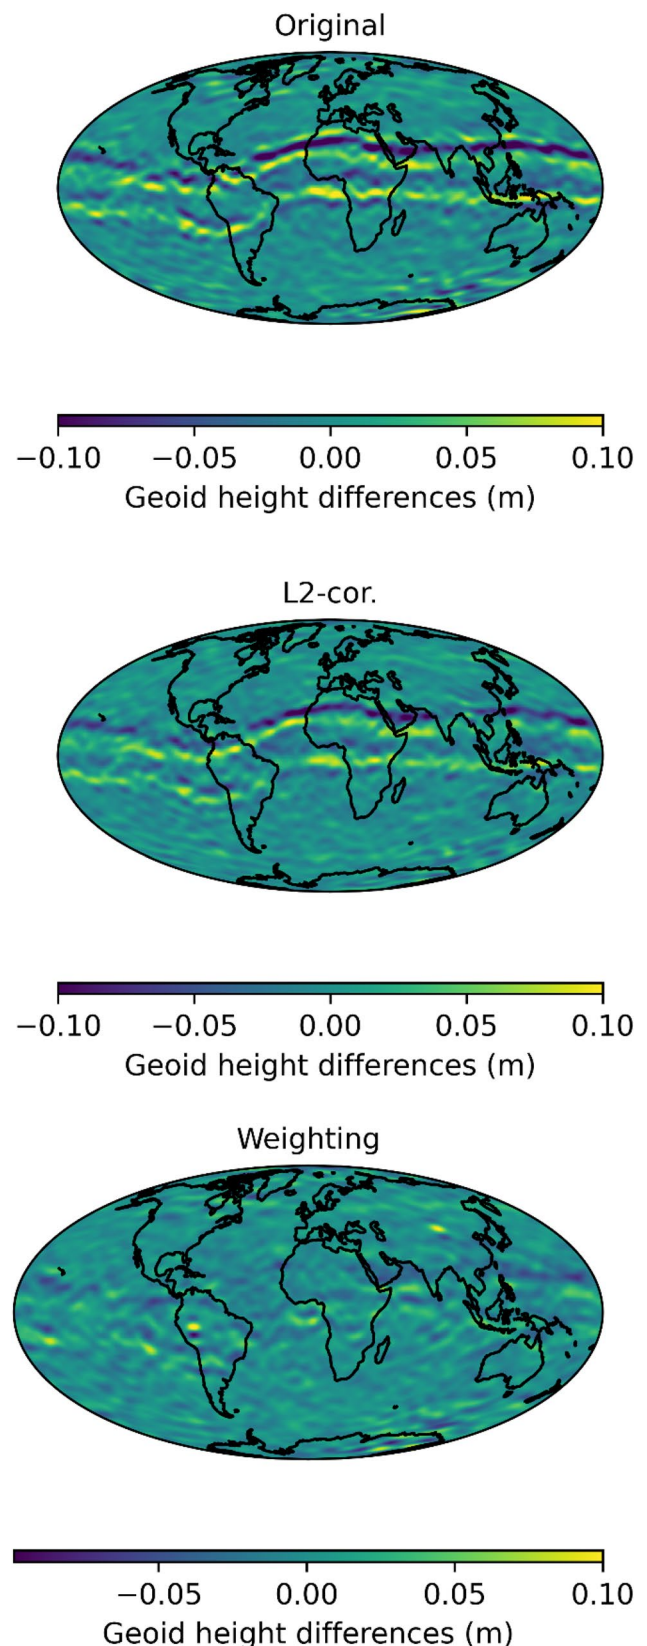 Original
−0.10 −0.05 0.00 0.05 0.10
Geoid height differences (m)
L2-cor.
−0.10 −0.05 0.00 0.05 0.10
Geoid height differences (m)
Weighting
−0.05 0.00 0.05 0.10
Geoid height differences (m)